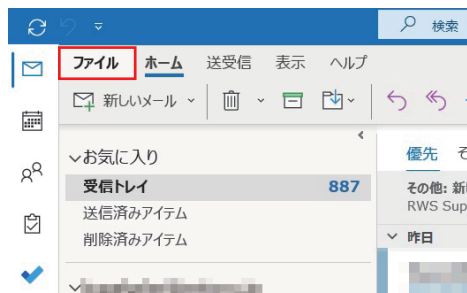 検索
ファイル ホーム 送受信 表示 ヘルプ
新しいメール
お気に入り
受信トレイ 887
送信済みアイテム
削除済みアイテム
優先
その他: 新
RWS Sup
昨日